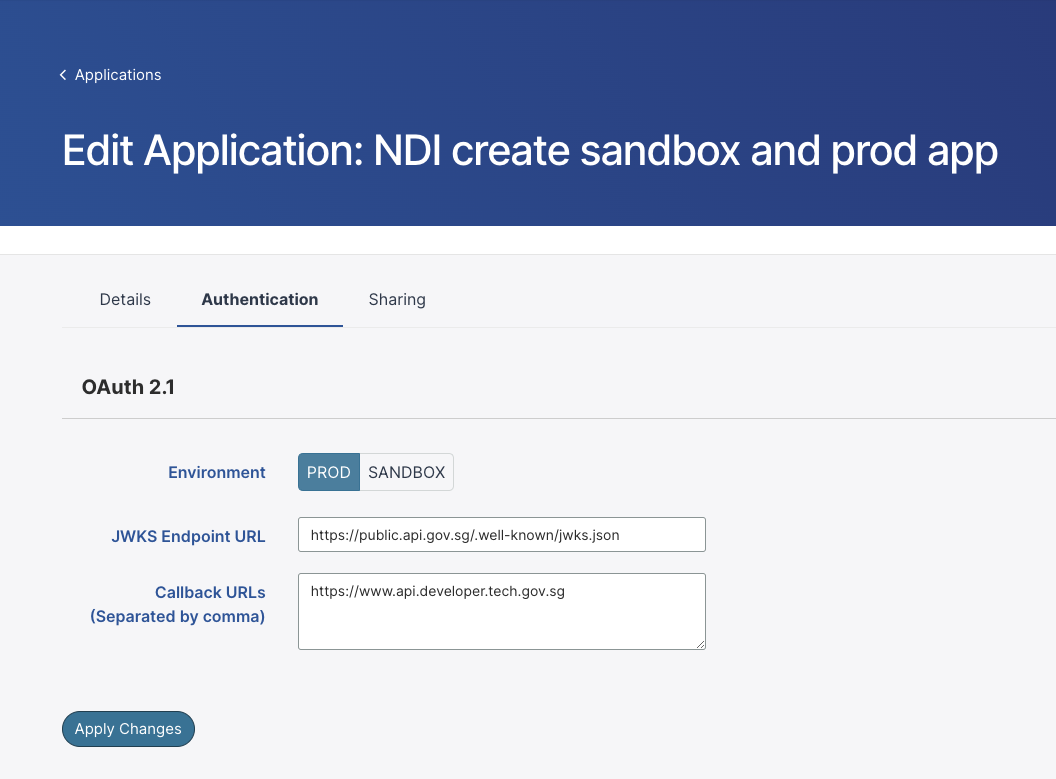 Applications
Edit Application: NDI create sandbox and prod app
Details Authentication Sharing
OAuth 2.1
Environment PROD SANDBOX
JWKS Endpoint URL https://public.api.gov.sg/.well-known/jwks.json
Callback URLs https://www.api.developer.tech.gov.sg
(Separated by comma)
Apply Changes